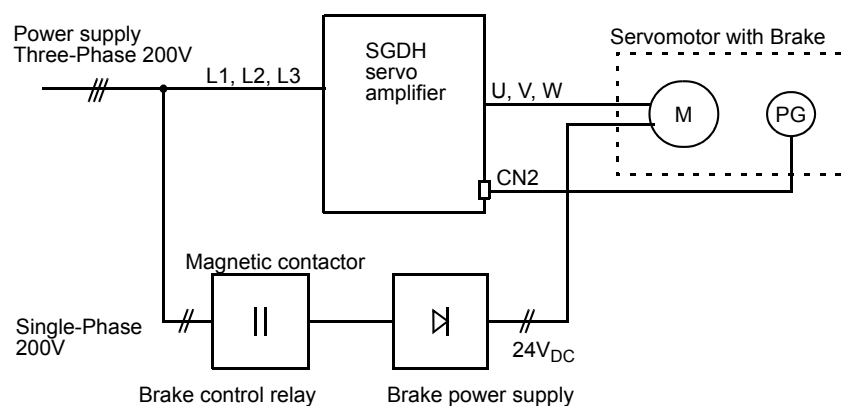 Power supply
Three-Phase 200V
L1, L2, L3
SGDH
servo
amplifier
U, V, W
CN2
Servomotor with Brake
M
PG
Magnetic contactor
Single-Phase
200V
24VDC
Brake control relay
Brake power supply